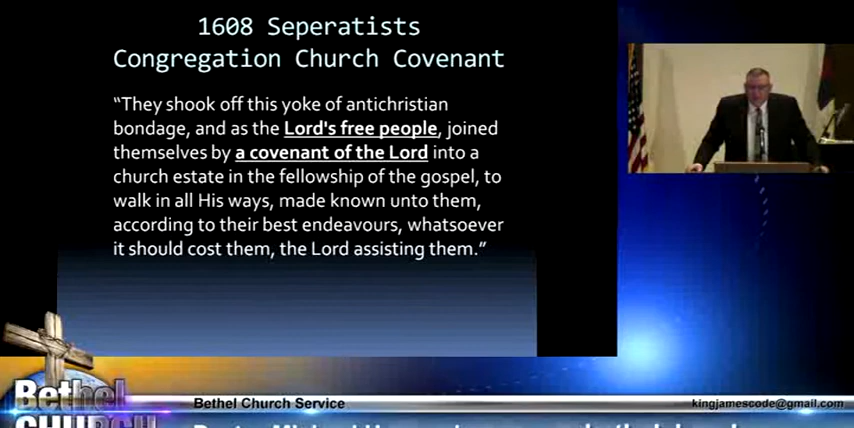 1608 Seperatists
Congregation Church Covenant
“They shook off this yoke of antichristian
bondage, and as the Lord's free people, joined
themselves by a covenant of the Lord into a
church estate in the fellowship of the gospel, to
walk in all His ways, made known unto them,
according to their best endeavours, whatsoever
it should cost them, the Lord assisting them.”
Bethel
CHURCH
Bethel Church Service
kingjamescode@gmail.com